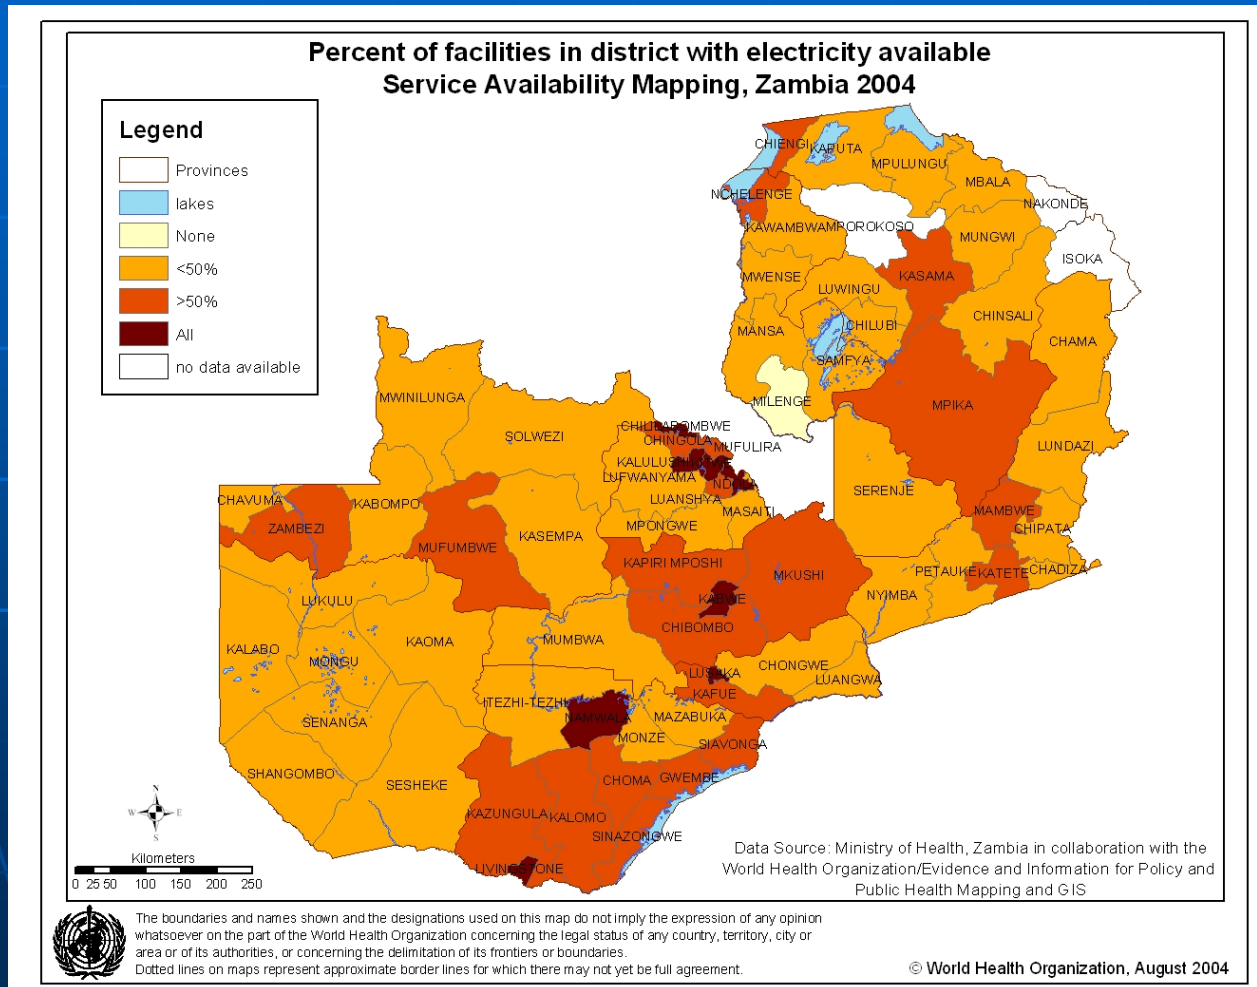 Percent of facilities in district with electricity available
Service Availability Mapping, Zambia 2004
Legend
Provinces
lakes
None
<50%
>50%
All
no data available
CHIENGI
KAPUTA
MPULUNGU
MBALA
NAKONDE
NCHELENGE
KAWAMBWA
MPOROKOSO
MUNGWI
ISOKA
MWENSE
KASAMA
LUWINGU
CHINSALI
MANSA
CHILUBI
CHAMA
SAMFYA
MILENGE
MPIKA
MWINILUNGA
SOLWEZI
MUFULIRA
CHINGOLA
LUNDAZI
LUFWANYAMA
SERENJE
LUANSHYA
CHAVUMA
KABOMPO
MASAITI
MAMBWE
ZAMBEZI
MPONGWE
CHIPATA
MUFUMBWE
KASEMPA
KAPIRI MPOSHI
MKUSHI
PETAUKE
KATETE
CHADIZA
LUKULU
KABWE
NYIMBA
KAOMA
MUMBWA
CHIBOMBO
KALABO
MONGU
CHONGWE
LUSAKA
LUANGWA
KAFUE
ITEZHI-TEZHI
SENANGA
NAMWALA
MAZABUKA
MONZE
SIAVONGA
SHANGOMBO
SESHEKE
CHOMA
GWEMBE
KAZUNGULA
KALOMO
SINAZONGWE
LIVINGSTONE
N
W E
S
Kilometers
0 25 50 100 150 200 250
Data Source: Ministry of Health, Zambia in collaboration with the
World Health Organization/Evidence and Information for Policy and
Public Health Mapping and GIS
The boundaries and names shown and the designations used on this map do not imply the expression of any opinion
whatsoever on the part of the World Health Organization concerning the legal status of any country, territory, city or
area or of its authorities, or concerning the delimitation of its frontiers or boundaries.
Dotted lines on maps represent approximate border lines for which there may not yet be full agreement.
© World Health Organization, August 2004